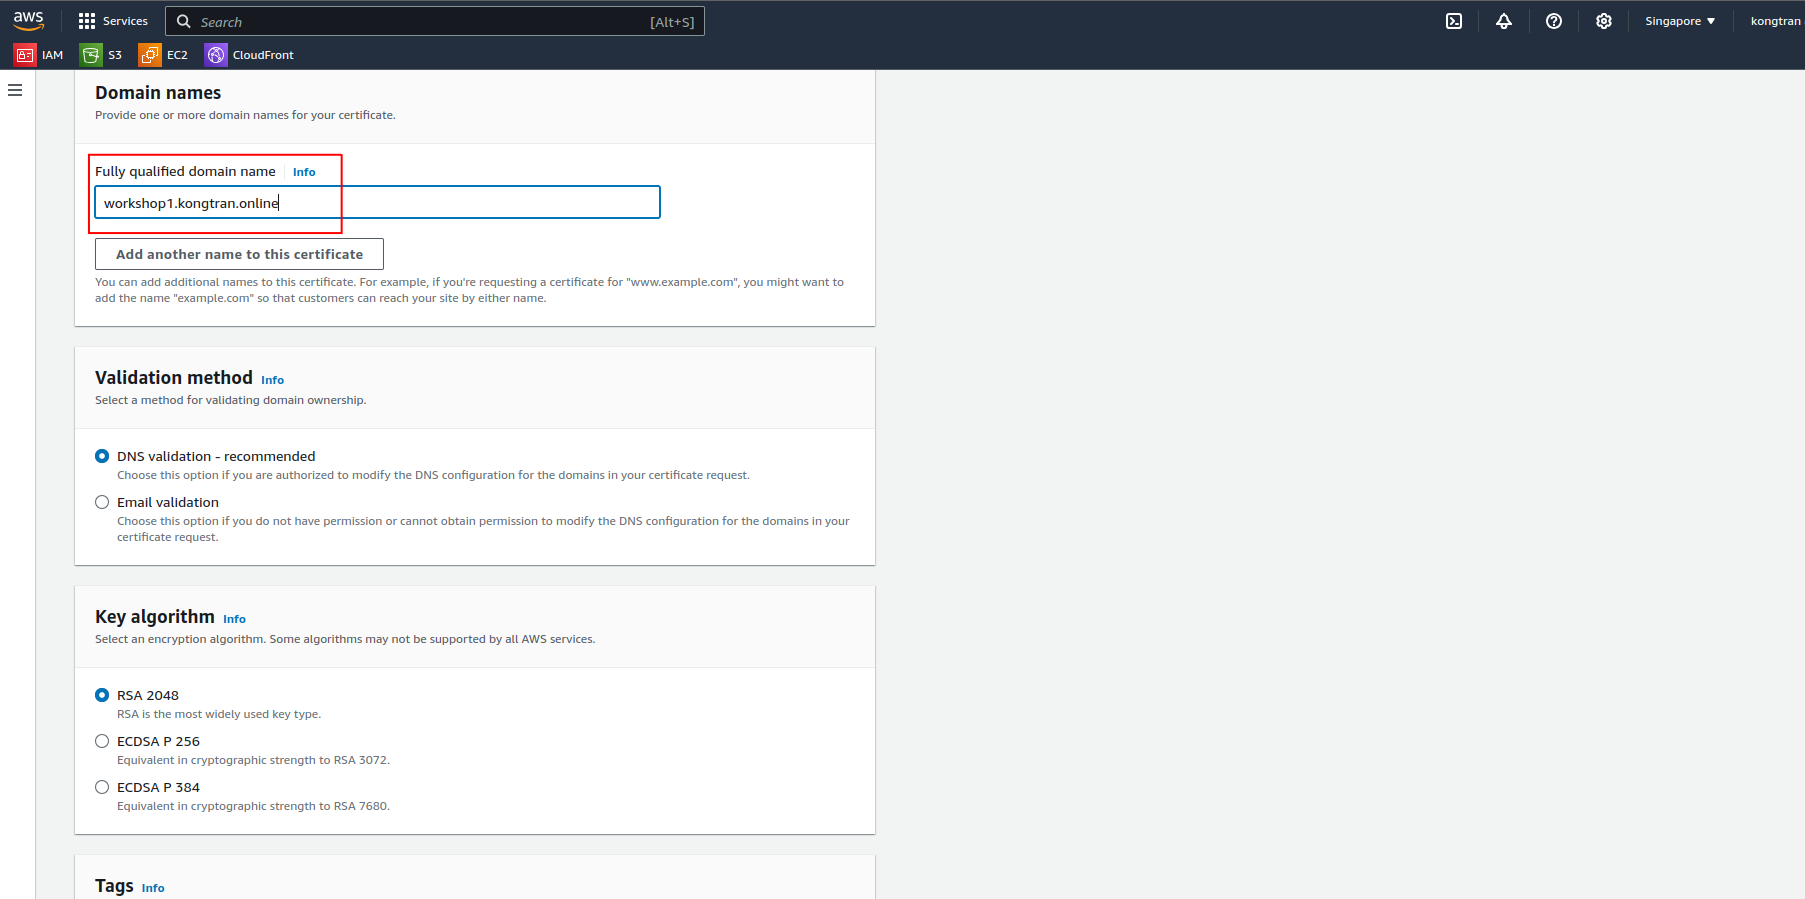 aws Services Search [Alt+S] Singapore ▼ kongtran
IAM S3 EC2 CloudFront
Domain names
Provide one or more domain names for your certificate.
Fully qualified domain name Info
workshop1.kongtran.online
Add another name to this certificate
You can add additional names to this certificate. For example, if you're requesting a certificate for "www.example.com", you might want to
add the name "example.com" so that customers can reach your site by either name.
Validation method Info
Select a method for validating domain ownership.
DNS validation - recommended
Choose this option if you are authorized to modify the DNS configuration for the domains in your certificate request.
Email validation
Choose this option if you do not have permission or cannot obtain permission to modify the DNS configuration for the domains in your
certificate request.
Key algorithm Info
Select an encryption algorithm. Some algorithms may not be supported by all AWS services.
RSA 2048
RSA is the most widely used key type.
ECDSA P 256
Equivalent in cryptographic strength to RSA 3072.
ECDSA P 384
Equivalent in cryptographic strength to RSA 7680.
Tags Info